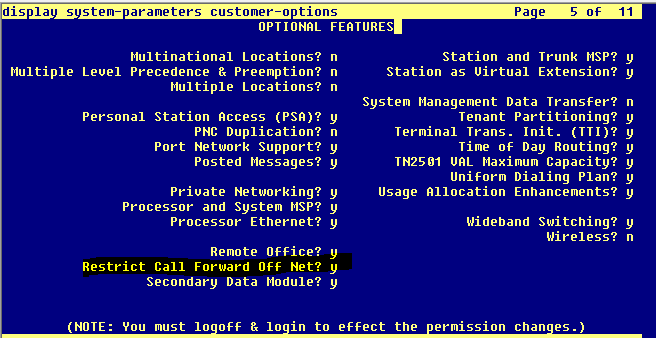 display system-parameters customer-options Page 5 of 11
OPTIONAL FEATURES
Multinational Locations? n Station and Trunk MSP? y
Multiple Level Precedence & Preemption? n Station as Virtual Extension? y
Multiple Locations? n
System Management Data Transfer? n
Personal Station Access (PSA)? y Tenant Partitioning? y
PNC Duplication? n Terminal Trans. Init. (TTI)? y
Port Network Support? y Time of Day Routing? y
Posted Messages? y TN2501 VAL Maximum Capacity? y
Uniform Dialing Plan? y
Private Networking? y Usage Allocation Enhancements? y
Processor and System MSP? y
Processor Ethernet? y Wideband Switching? y
Wireless? n
Remote Office? y
Restrict Call Forward Off Net? y
Secondary Data Module? y
(NOTE: You must logoff & login to effect the permission changes.)